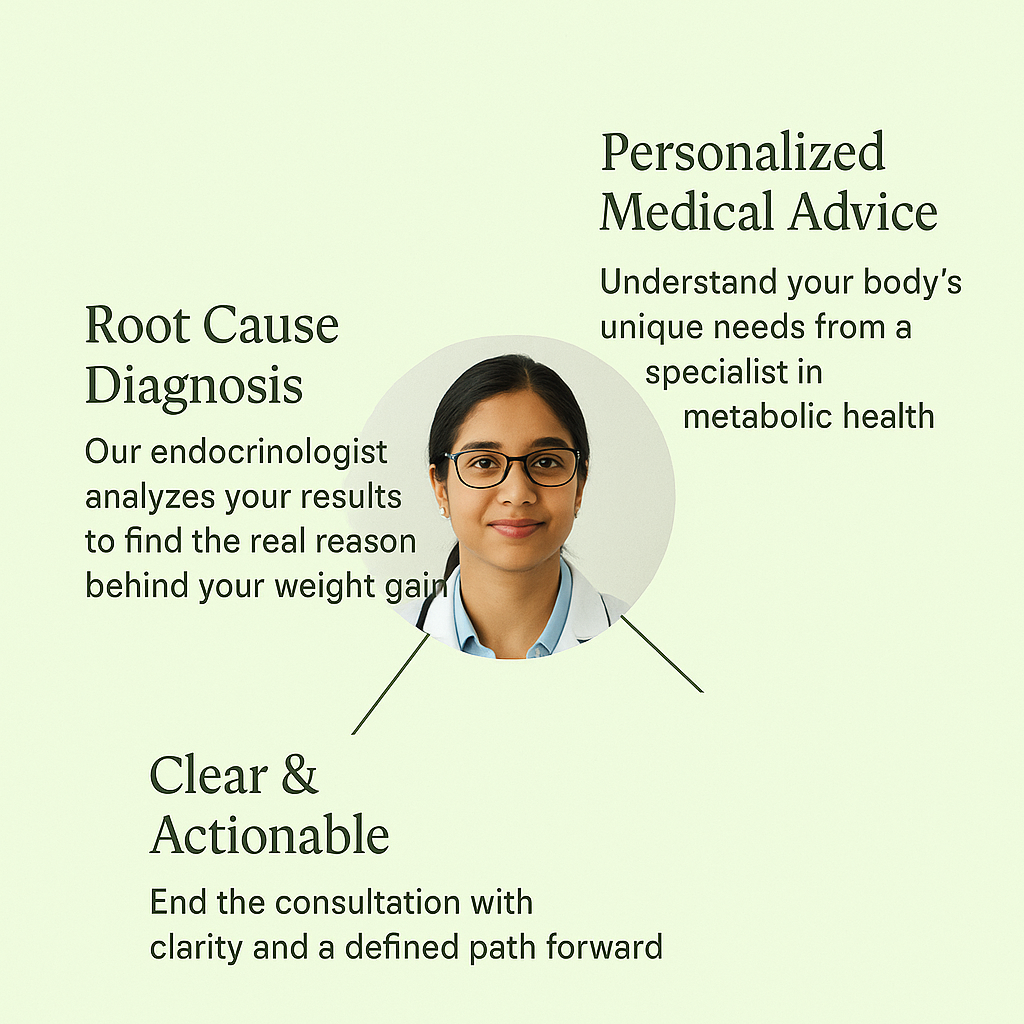 Personalized
Medical Advice
Understand your body’s
unique needs from a
specialist in
metabolic health
Root Cause
Diagnosis
Our endocrinologist
analyzes your results
to find the real reason
behind your weight gain
Clear &
Actionable
End the consultation with
clarity and a defined path forward